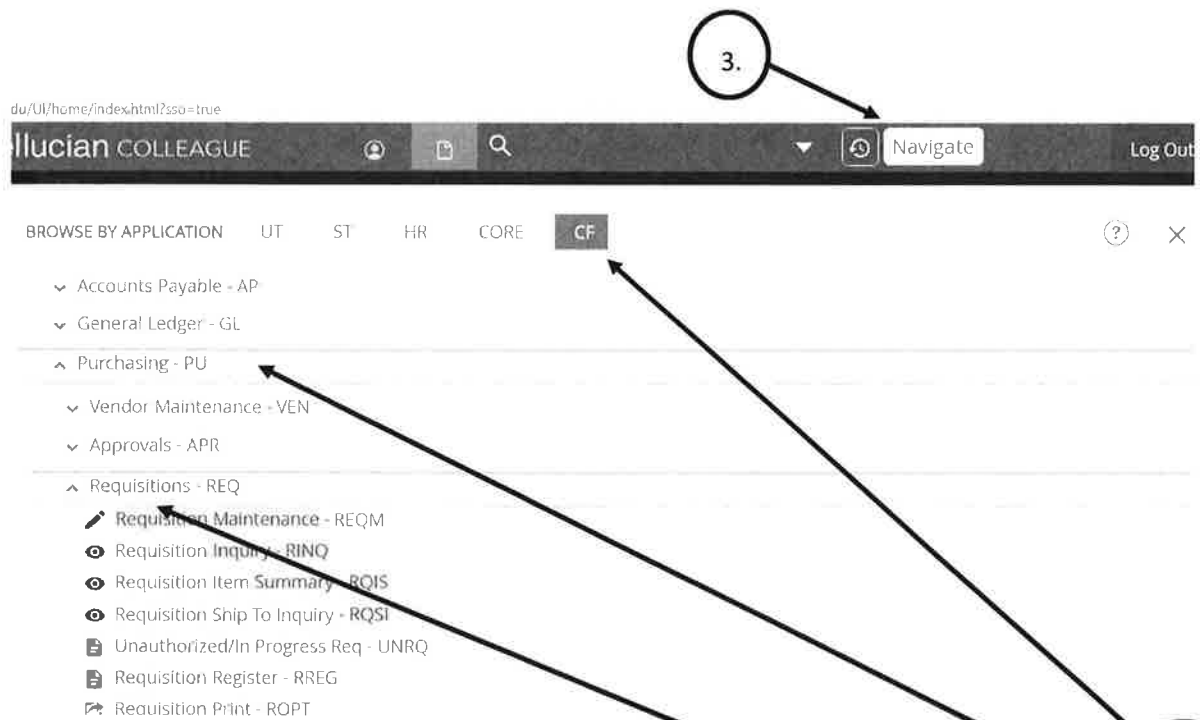 3.
du/UI/home/index.html?sso=true
llucian COLLEAGUE Navigate Log Out
BROWSE BY APPLICATION UT ST HR CORE CF ?
Accounts Payable - AP
General Ledger - GL
Purchasing - PU
Vendor Maintenance - VEN
Approvals - APR
Requisitions - REQ
Requisition Maintenance - REQM
Requisition Inquiry - RINQ
Requisition Item Summary - RQIS
Requisition Ship To Inquiry - RQSI
Unauthorized/In Progress Req - UNRQ
Requisition Register - RREG
Requisition Print - RQPT